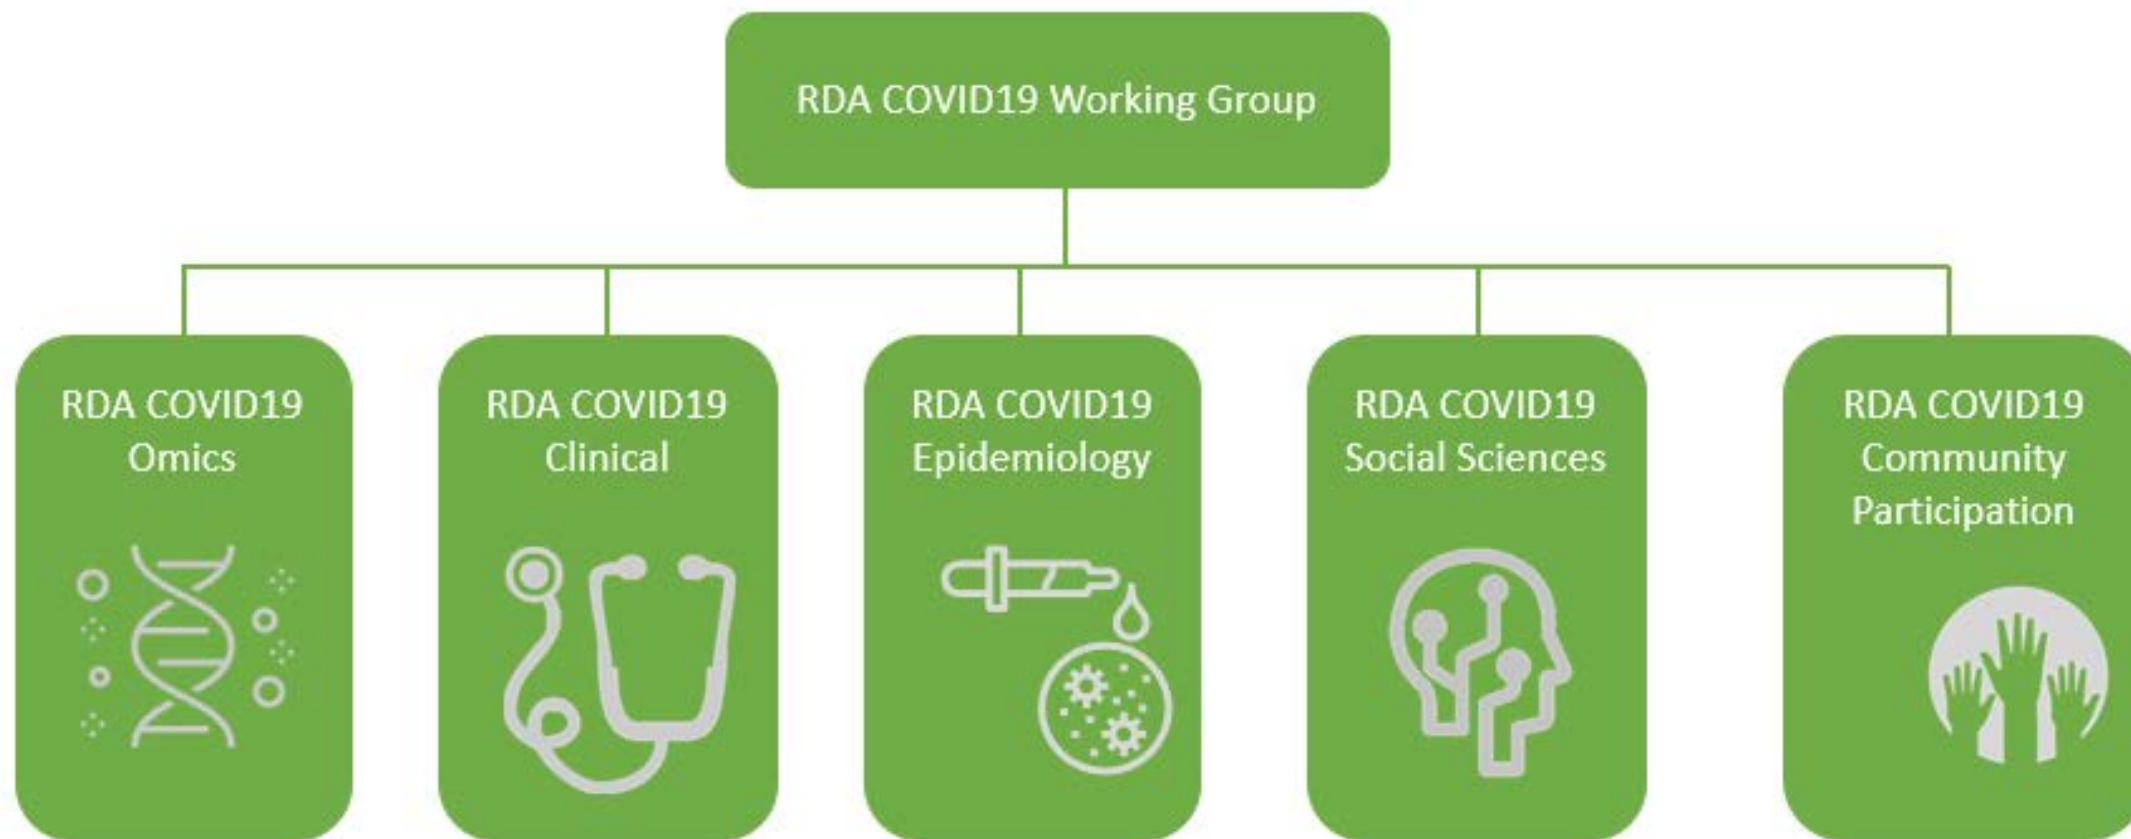 RDA COVID19 Working Group
RDA COVID19
Omics
RDA COVID19
Clinical
RDA COVID19
Epidemiology
RDA COVID19
Social Sciences
RDA COVID19
Community
Participation